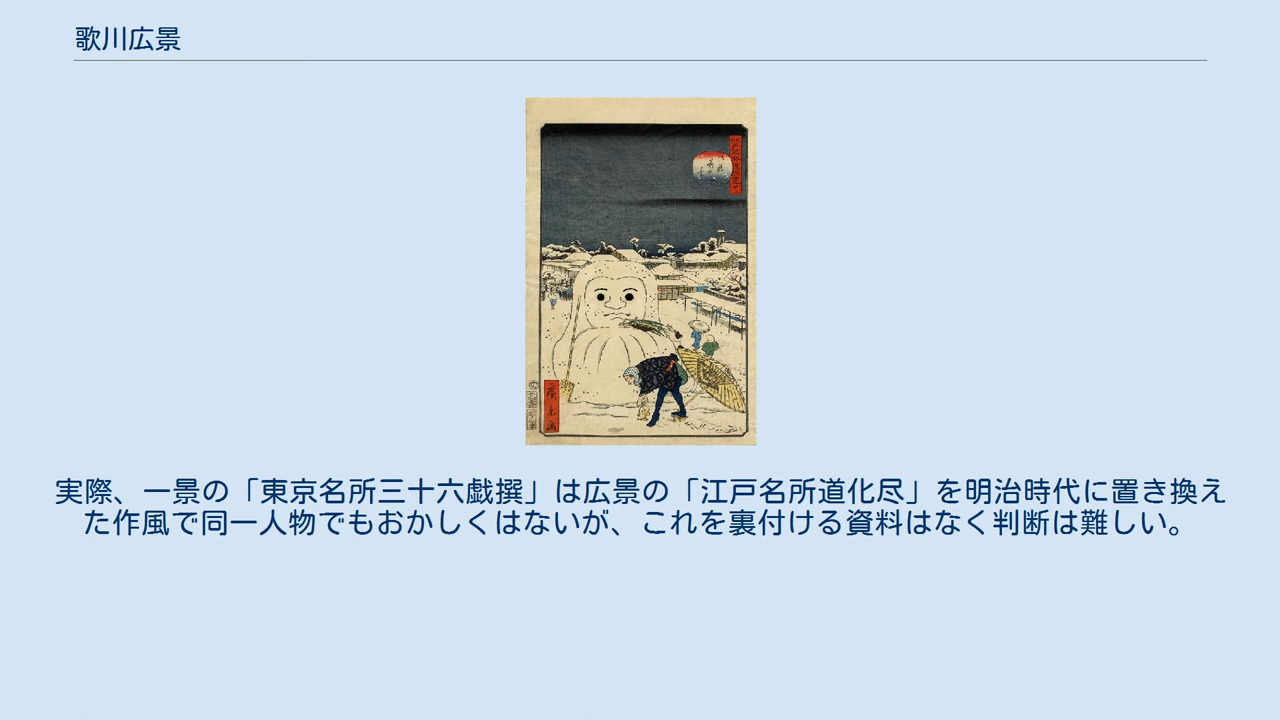 歌川広景
実際、一景の「東京名所三十六戯撰」は広景の「江戸名所道化尽」を明治時代に置き換え
た作風で同一人物でもおかしくはないが、これを裏付ける資料はなく判断は難しい。
廣景画